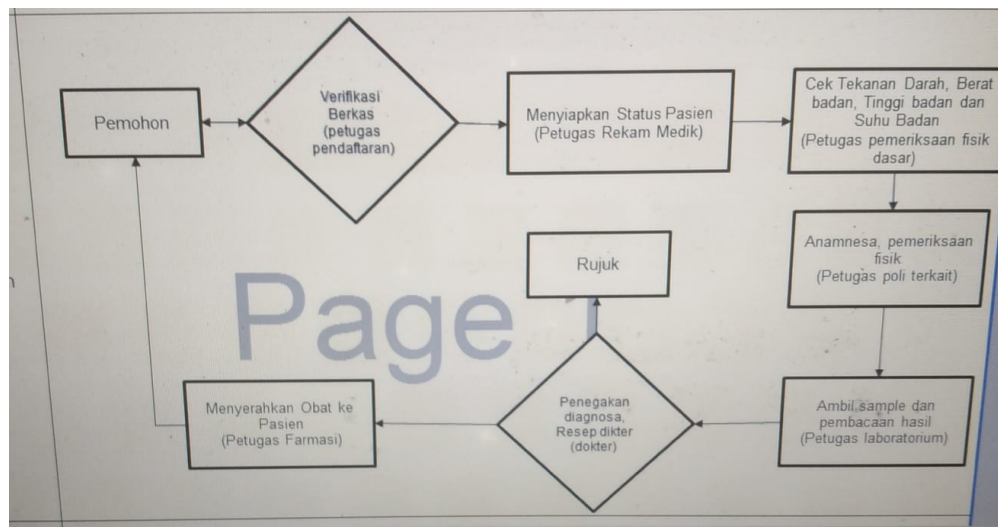 Pemohon
Verifikasi
Berkas
(petugas
pendaftaran)
Menyiapkan Status Pasien
(Petugas Rekam Medik)
Cek Tekanan Darah, Berat
badan, Tinggi badan dan
Suhu Badan
(Petugas pemeriksaan fisik
dasar)
Anamnesa, pemeriksaan
fisik
(Petugas poli terkait)
Ambil sample dan
pembacaan hasil
(Petugas laboratorium)
Penegakan
diagnosa,
Resep dikter
(dokter)
Rujuk
Menyerahkan Obat ke
Pasien
(Petugas Farmasi)
Page 1